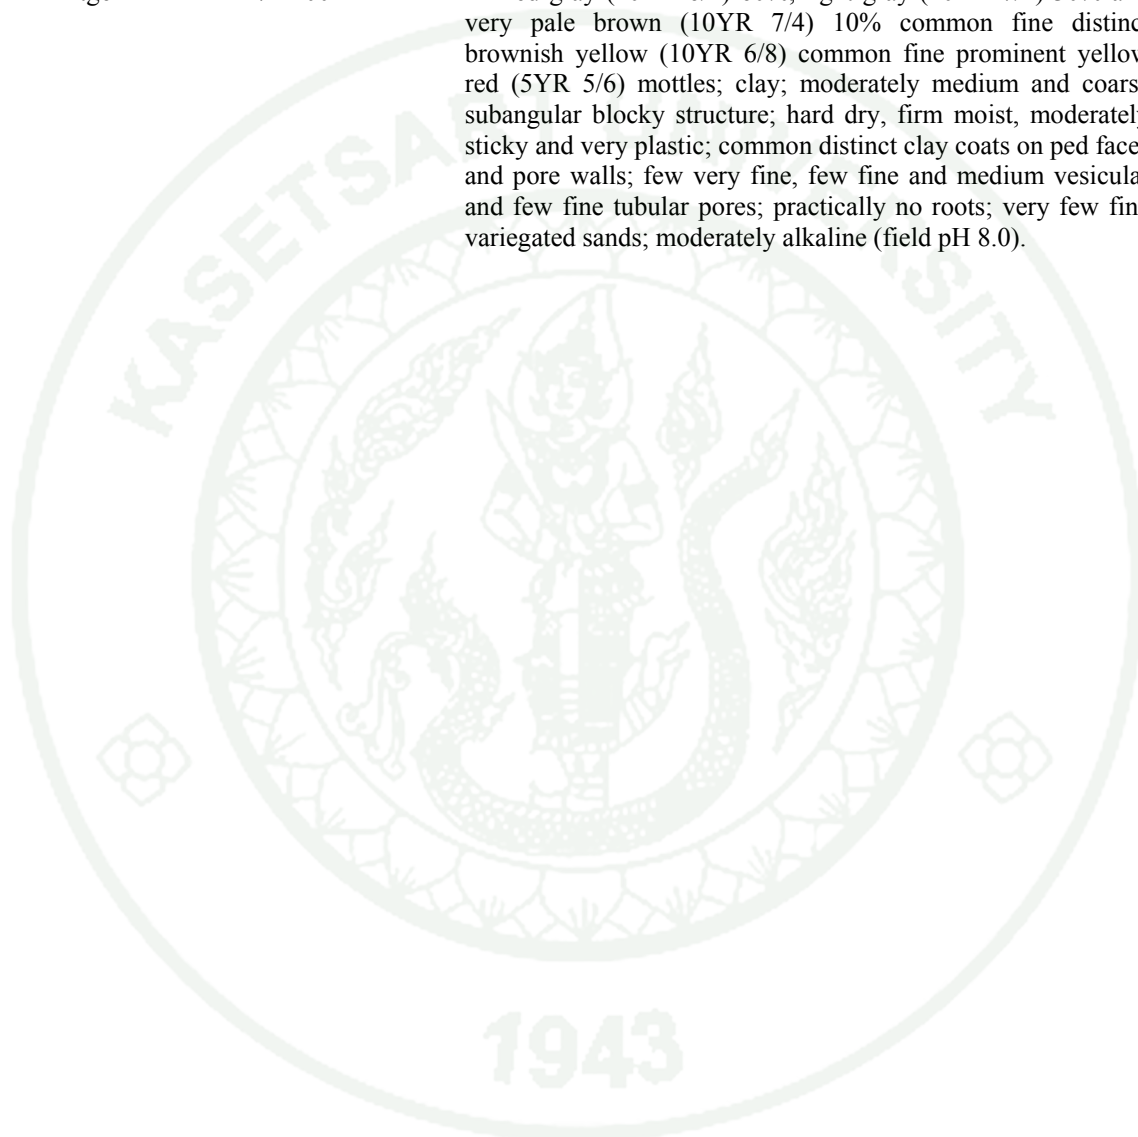 very pale brown (10YR 7/4) 10% common fine distinc
brownish yellow (10YR 6/8) common fine prominent yellow
red (5YR 5/6) mottles; clay; moderately medium and coars
subangular blocky structure; hard dry, firm moist, moderately
sticky and very plastic; common distinct clay coats on ped face
and pore walls; few very fine, few fine and medium vesicula
and few fine tubular pores; practically no roots; very few fin
variegated sands; moderately alkaline (field pH 8.0).
KASETSART UNIVERSITY
1943